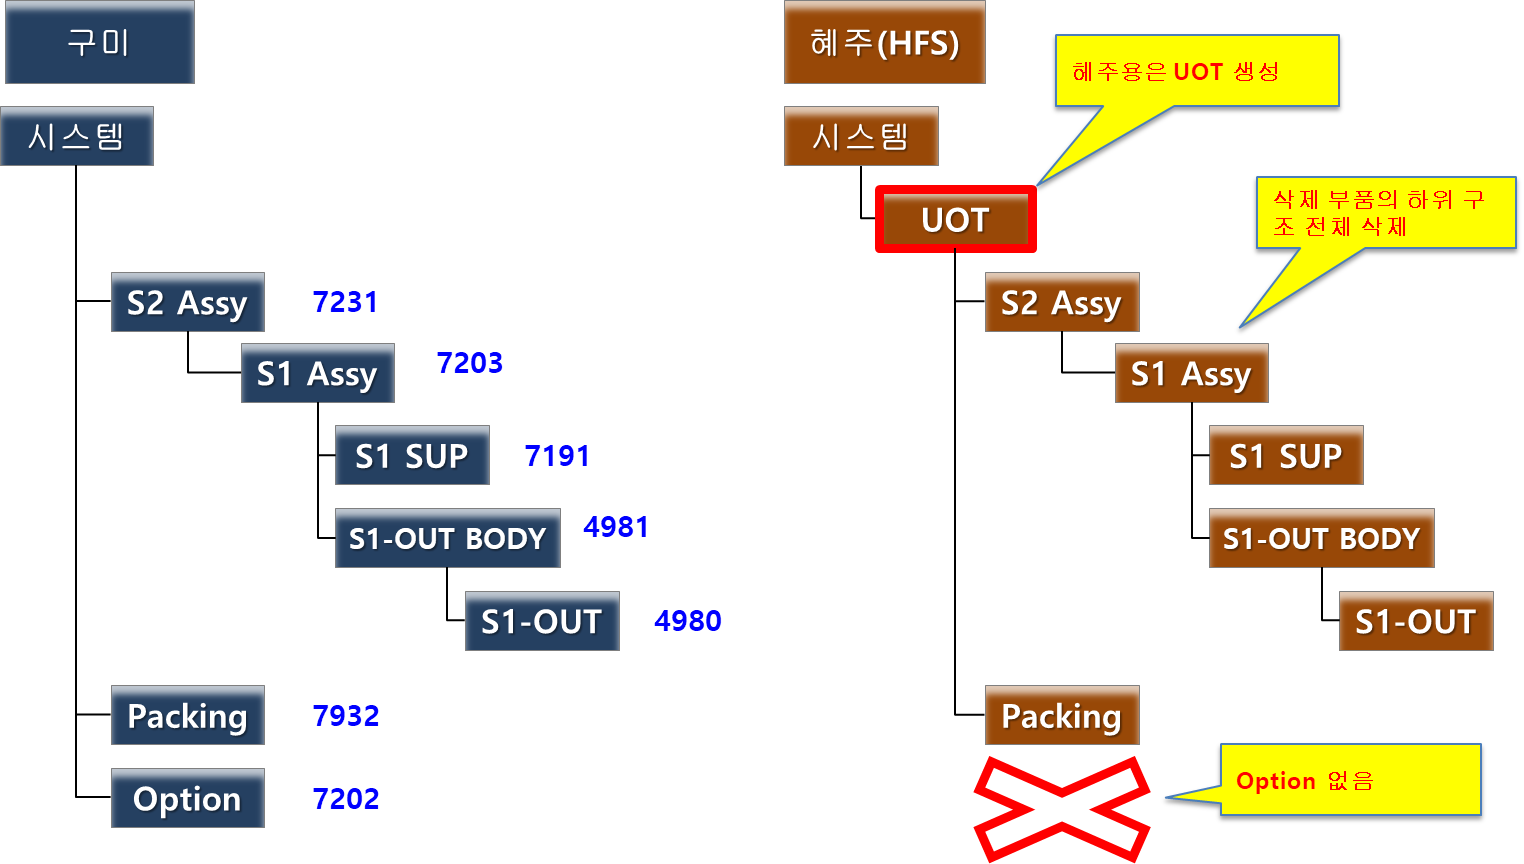 구미
시스템
S2 Assy
7231
S1 Assy
7203
S1 SUP
7191
S1-OUT BODY
4981
S1-OUT
4980
Packing
7932
Option
7202
혜주(HFS)
혜주용은 UOT 생성
시스템
UOT
삭제 부품의 하위 구
조 전체 삭제
S2 Assy
S1 Assy
S1 SUP
S1-OUT BODY
S1-OUT
Packing
Option 없음